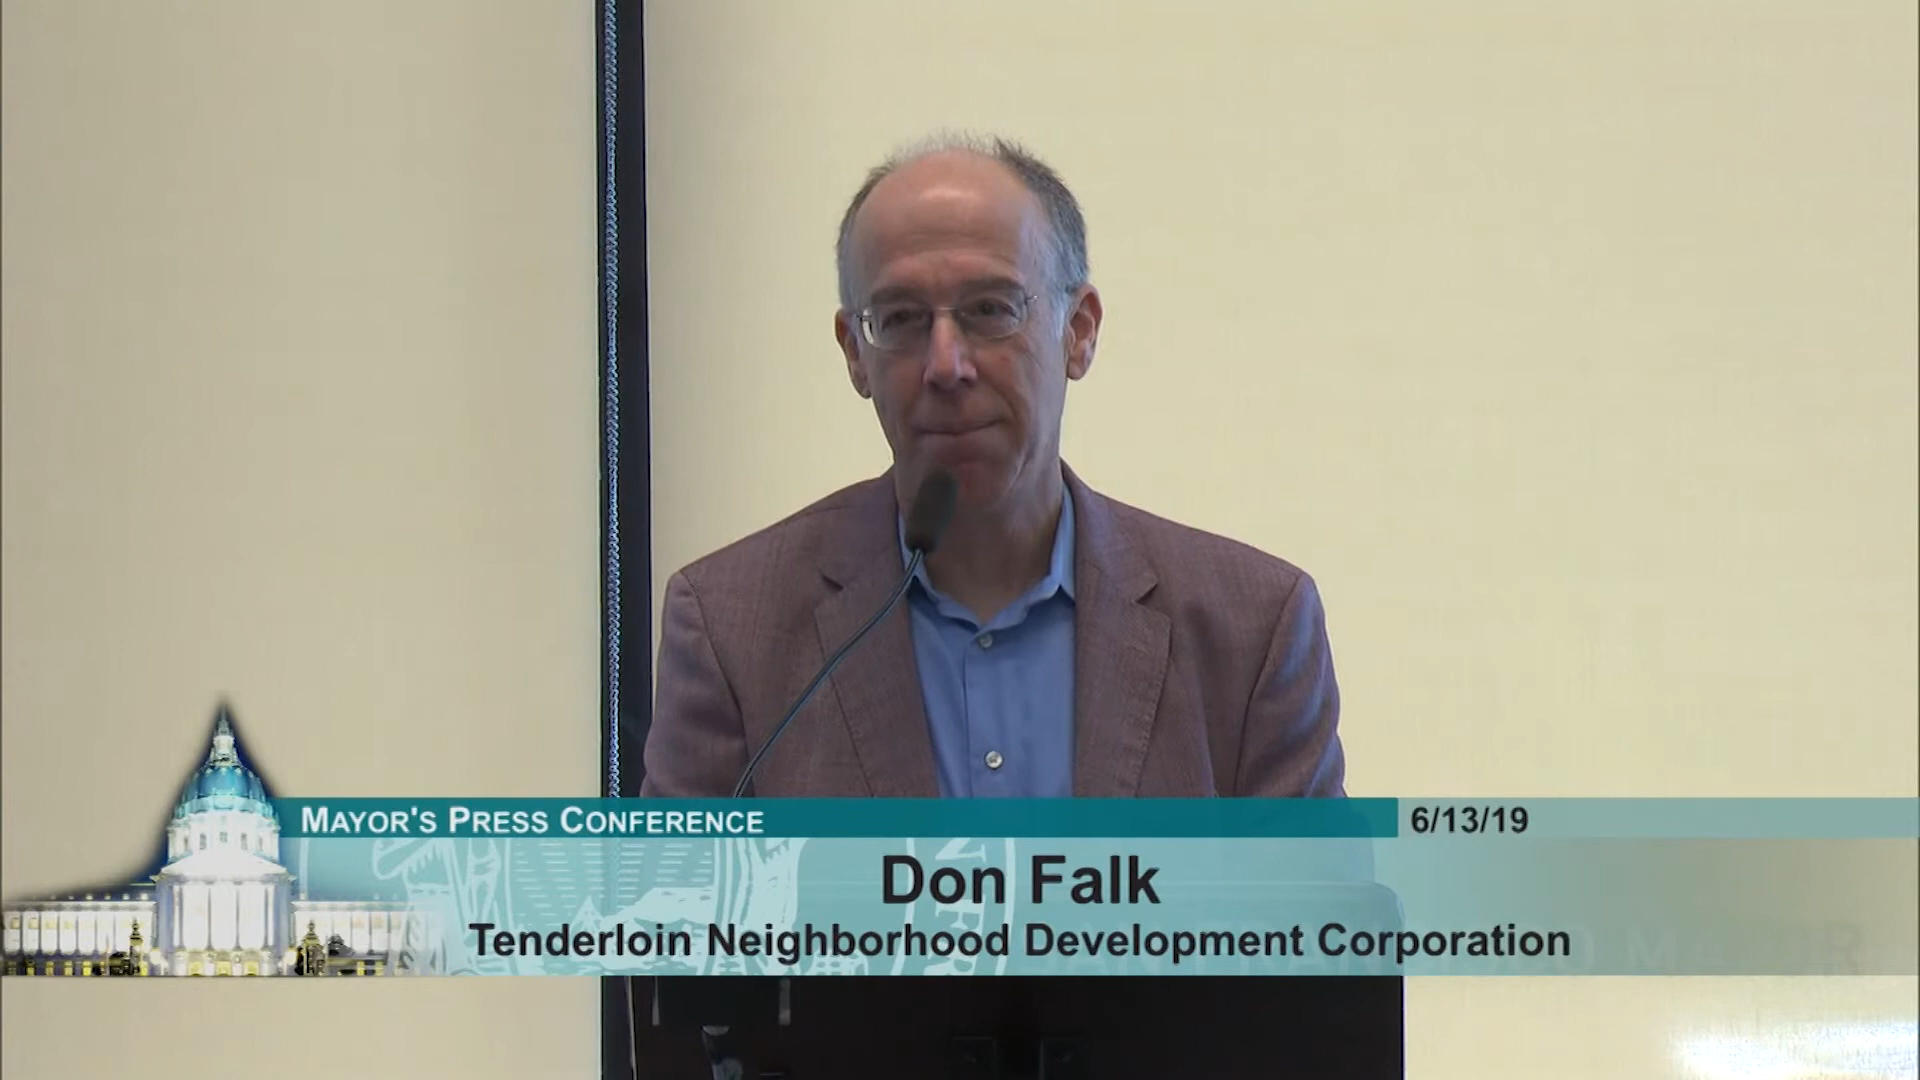 MAYOR'S PRESS CONFERENCE
6/13/19
Don Falk
Tenderloin Neighborhood Development Corporation